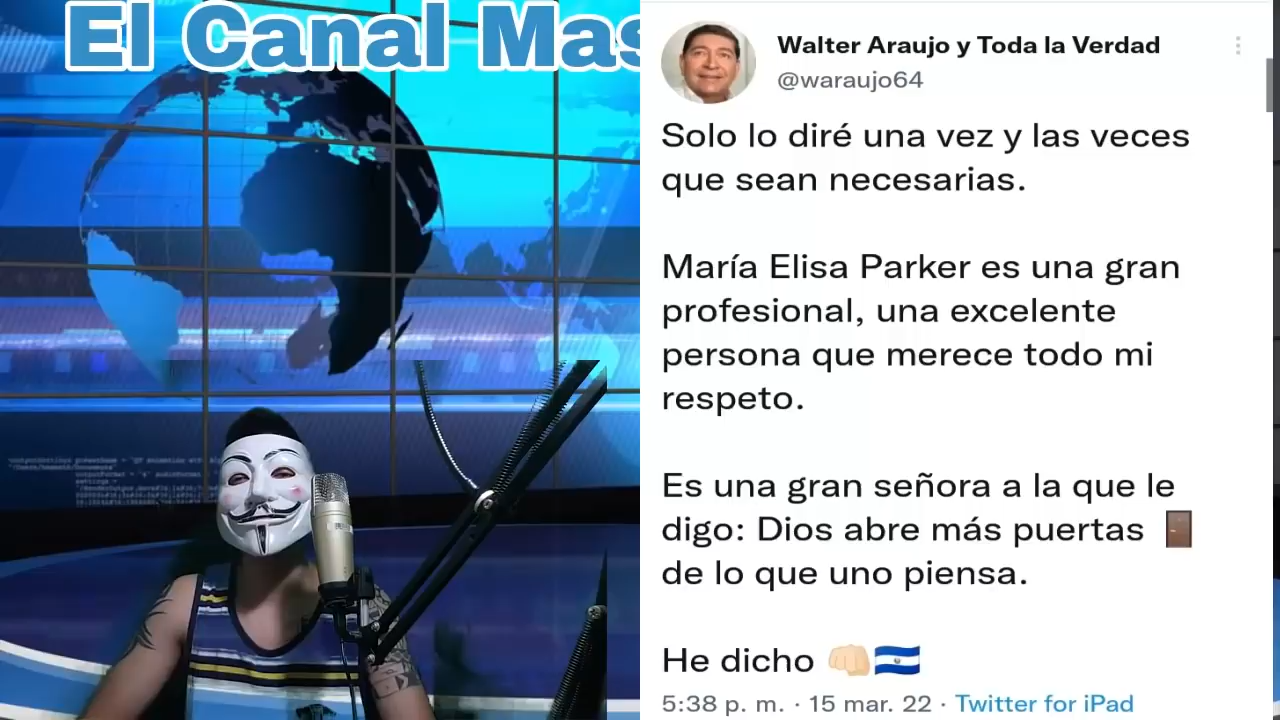 El Canal Mas
Walter Araujo y Toda la Verdad
@waraujo64
Solo lo diré una vez y las veces
que sean necesarias.
María Elisa Parker es una gran
profesional, una excelente
persona que merece todo mi
respeto.
Es una gran señora a la que le
digo: Dios abre más puertas 🚪
de lo que uno piensa.
He dicho 👊🏻🇸🇻
5:38 p. m. · 15 mar. 22 · Twitter for iPad